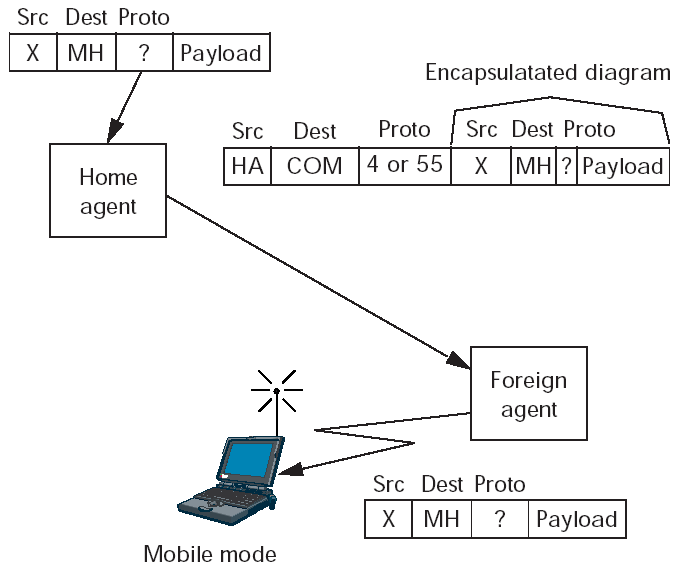 Src Dest Proto
X MH ? Payload
Encapsulatated diagram
Src Dest Proto Src Dest Proto
HA COM 4 or 55 X MH ? Payload
Home
agent
Foreign
agent
Src Dest Proto
X MH ? Payload
Mobile mode